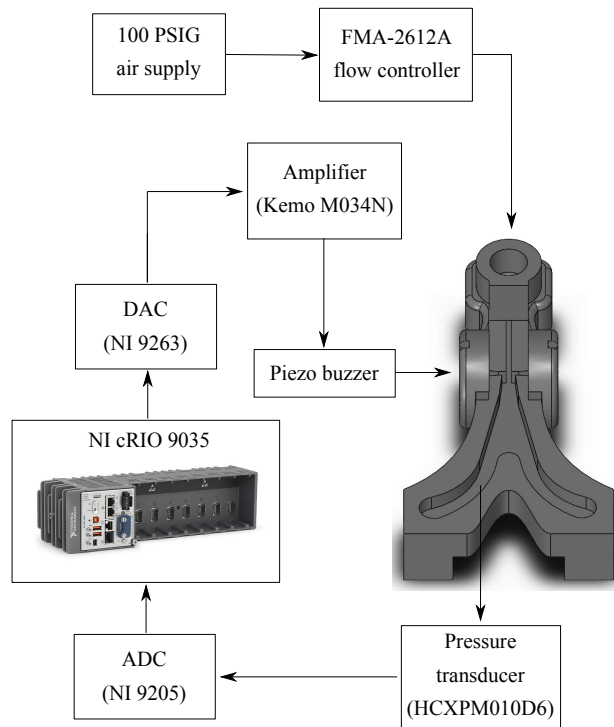 100 PSIG
air supply
FMA-2612A
flow controller
Amplifier
(Kemo M034N)
DAC
(NI 9263)
Piezo buzzer
NI cRIO 9035
ADC
(NI 9205)
Pressure
transducer
(HCXPM010D6)